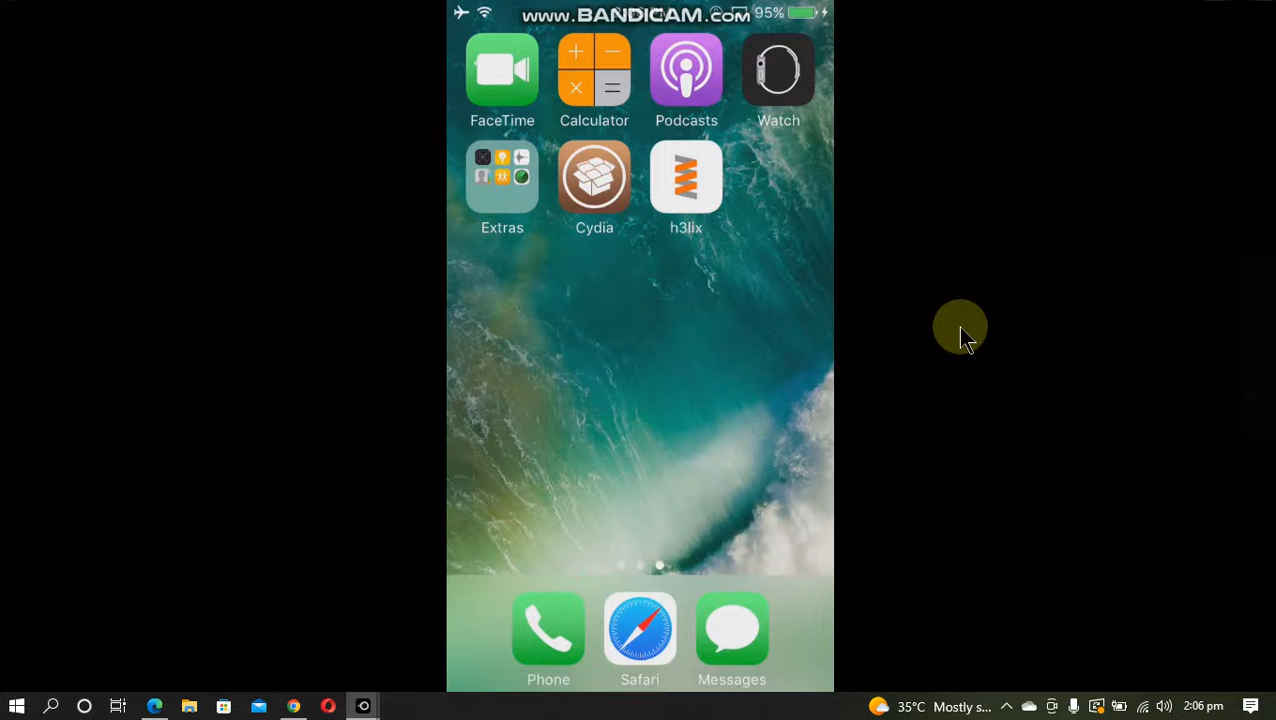 www.BANDICAM.com
95%
FaceTime Calculator Podcasts Watch
Extras Cydia h3lix
Phone Safari Messages
35°C Mostly s... 2:06 pm